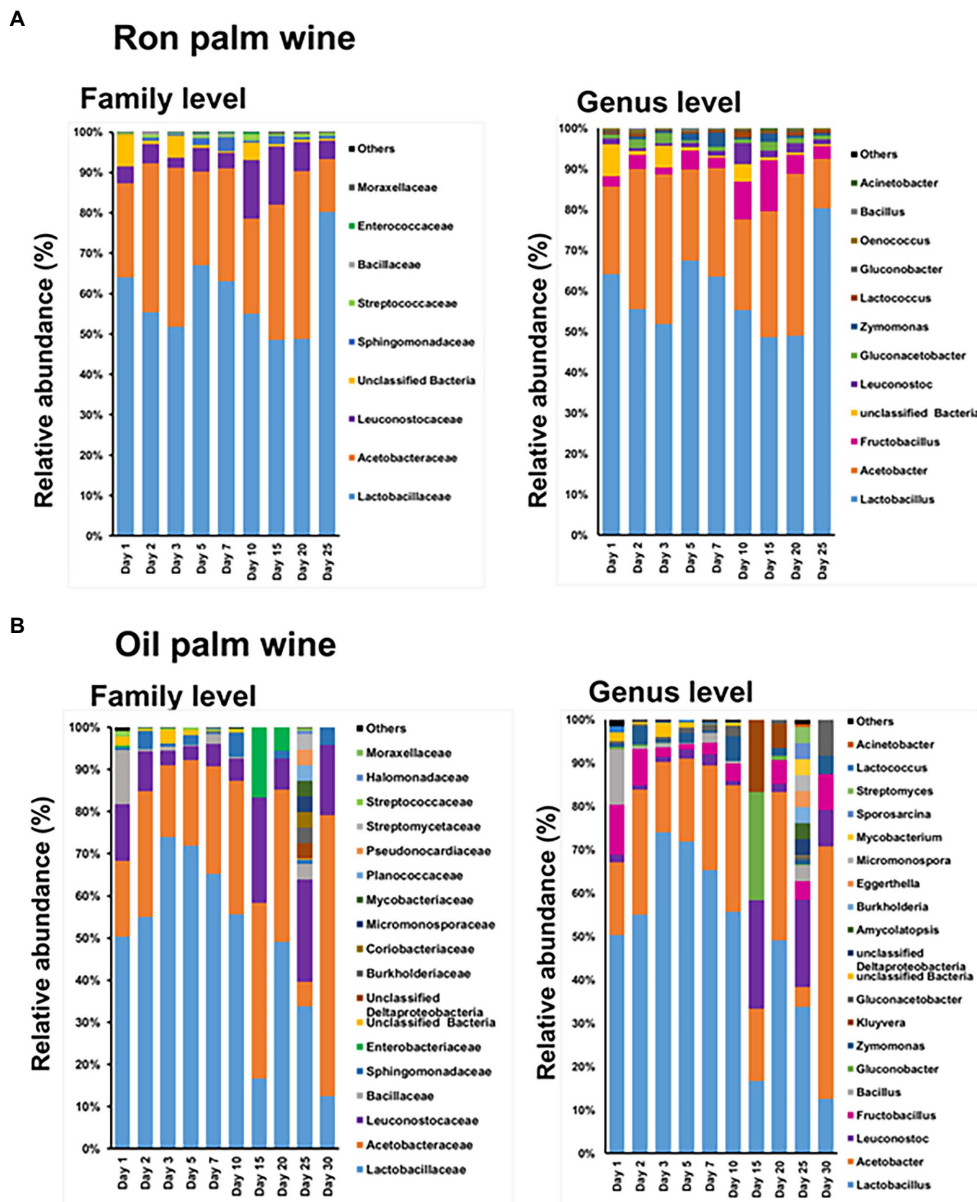 A
Ron palm wine
Family level
Relative abundance (%)
100%
90%
80%
70%
60%
50%
40%
30%
20%
10%
0%
Day 1
Day 2
Day 3
Day 5
Day 7
Day 10
Day 15
Day 20
Day 25
Others
Moraxellaceae
Enterococcaceae
Bacillaceae
Streptococcaceae
Sphingomonadaceae
Unclassified Bacteria
Leuconostocaceae
Acetobacteraceae
Lactobacillaceae
Genus level
Relative abundance (%)
100%
90%
80%
70%
60%
50%
40%
30%
20%
10%
0%
Day 1
Day 2
Day 3
Day 5
Day 7
Day 10
Day 15
Day 20
Day 25
Others
Acinetobacter
Bacillus
Oenococcus
Gluconobacter
Lactococcus
Zymomonas
Gluconacetobacter
Leuconostoc
unclassified Bacteria
Fructobacillus
Acetobacter
Lactobacillus
B
Oil palm wine
Family level
Relative abundance (%)
100%
90%
80%
70%
60%
50%
40%
30%
20%
10%
0%
Day 1
Day 2
Day 3
Day 5
Day 7
Day 10
Day 15
Day 20
Day 25
Day 30
Others
Moraxellaceae
Halomonadaceae
Streptococcaceae
Streptomycetaceae
Pseudonocardiaceae
Planococcaceae
Mycobacteriaceae
Micromonosporaceae
Coriobacteriaceae
Burkholderiaceae
Unclassified
Deltaproteobacteria
Unclassified Bacteria
Enterobacteriaceae
Sphingomonadaceae
Bacillaceae
Leuconostocaceae
Acetobacteraceae
Lactobacillaceae
Genus level
Relative abundance (%)
100%
90%
80%
70%
60%
50%
40%
30%
20%
10%
0%
Day 1
Day 2
Day 3
Day 5
Day 7
Day 10
Day 15
Day 20
Day 25
Day 30
Others
Acinetobacter
Lactococcus
Streptomyces
Sporosarcina
Mycobacterium
Micromonospora
Eggerthella
Burkholderia
Amycolatopsis
unclassified
Deltaproteobacteria
unclassified Bacteria
Gluconacetobacter
Kluyvera
Zymomonas
Gluconobacter
Bacillus
Fructobacillus
Leuconostoc
Acetobacter
Lactobacillus